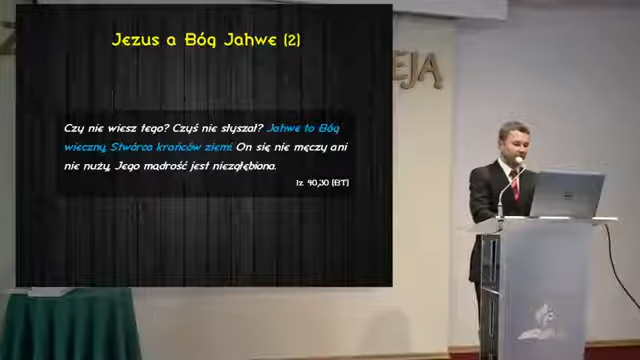 Jezus a Bóg Jahwe (2)
EJĄ
Czy nie wiesz tego? Czyś nie słyszał? Jahwe to Bóg
wieczny, Stwórca krańców ziemi. On się nie męczy ani
nie nuży, Jego mądrość jest niezgłębiona.
Iz 40,30 (BT)